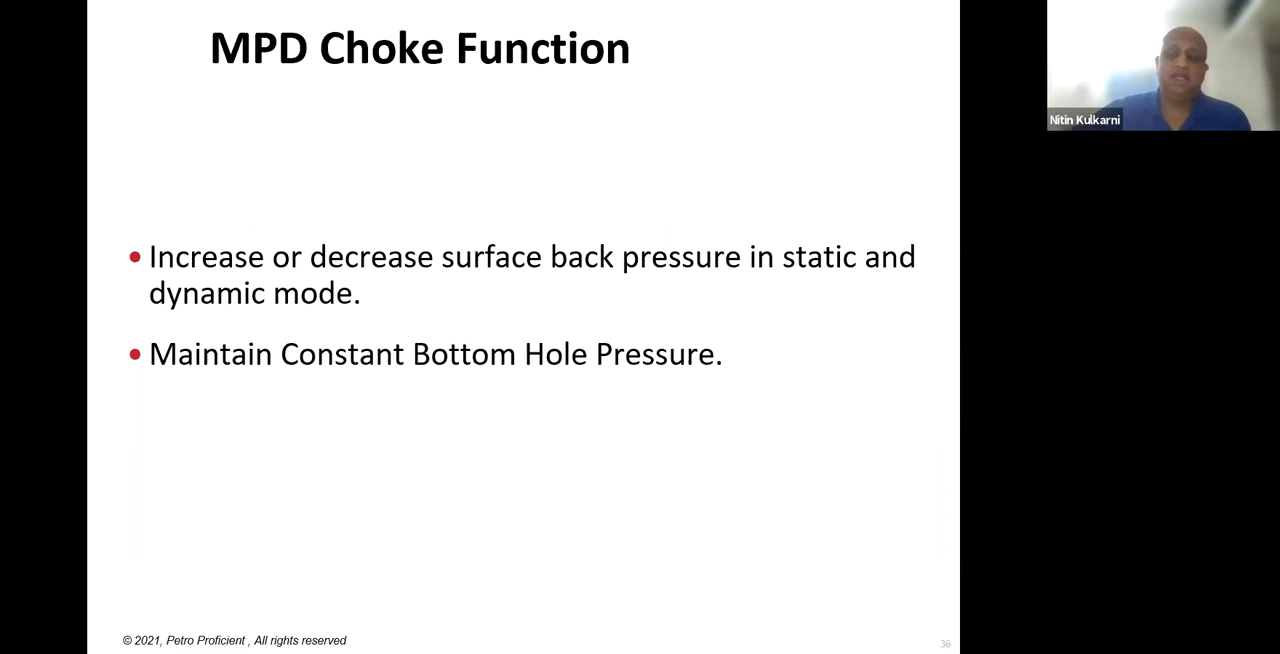 MPD Choke Function
Nitin Kulkarni
• Increase or decrease surface back pressure in static and
dynamic mode.
• Maintain Constant Bottom Hole Pressure.
© 2021, Petro Proficient , All rights reserved
36